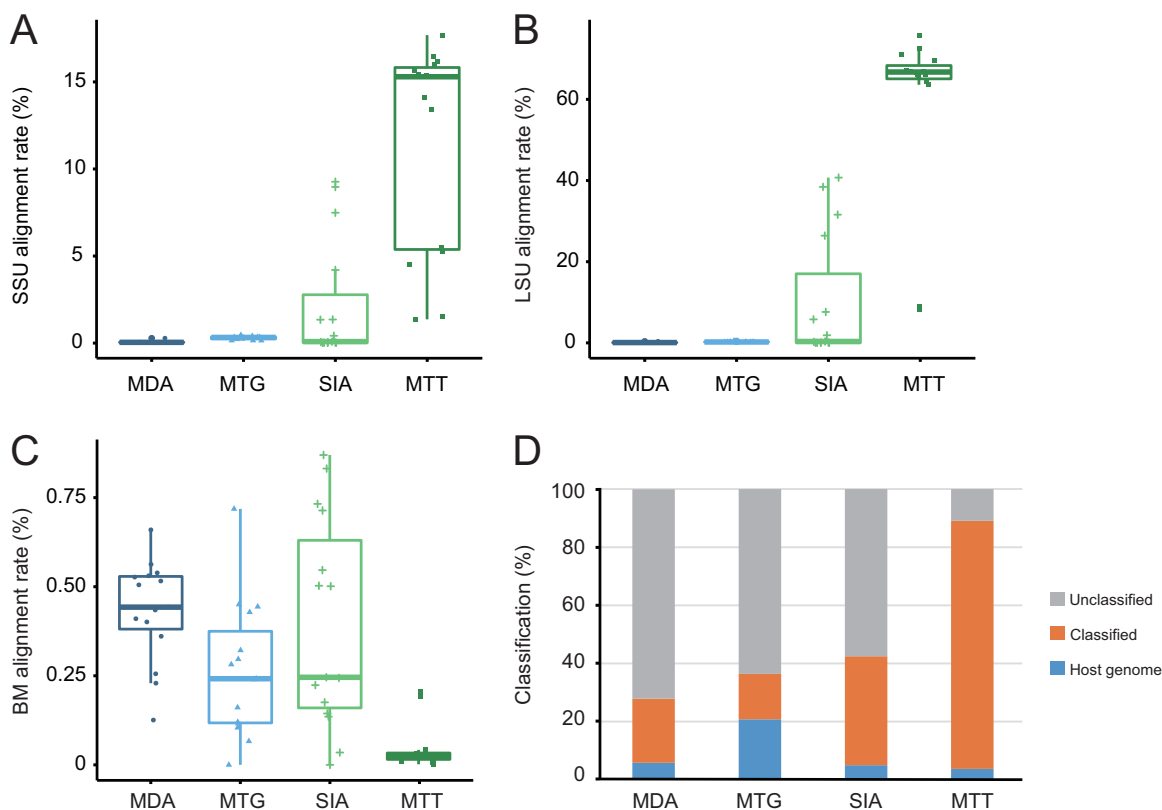 A
SSU alignment rate (%)
15
10
5
0
MDA MTG SIA MTT
B
LSU alignment rate (%)
60
40
20
0
MDA MTG SIA MTT
C
BM alignment rate (%)
0.75
0.50
0.25
0
MDA MTG SIA MTT
D
Classification (%)
100
80
60
40
20
0
MDA MTG SIA MTT
Unclassified
Classified
Host genome